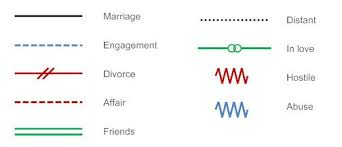 Marriage
Engagement
Divorce
Affair
Friends
Distant
In love
Hostile
Abuse